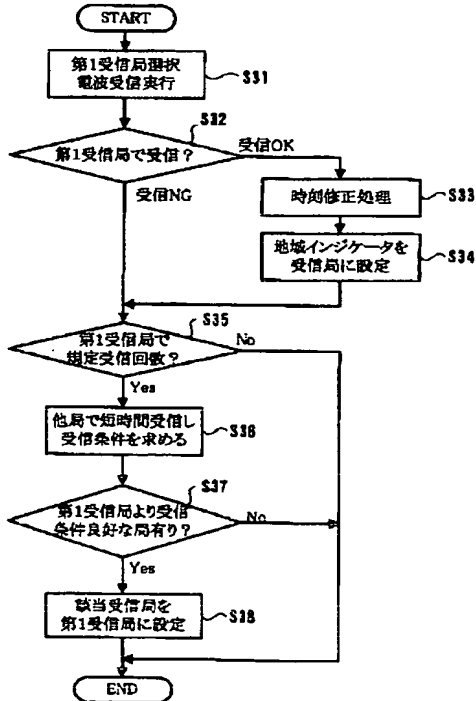 START
第1受信局選択
電波受信実行
S31
S32
第1受信局で受信？
受信OK
受信NG
時刻修正処理
S33
地域インジケータを
受信局に設定
S34
S35
第1受信局で
規定受信回数？
No
Yes
他局で短時間受信し
受信条件を求める
S36
S37
第1受信局より受信
条件良好な局有り？
No
Yes
該当受信局を
第1受信局に設定
S38
END